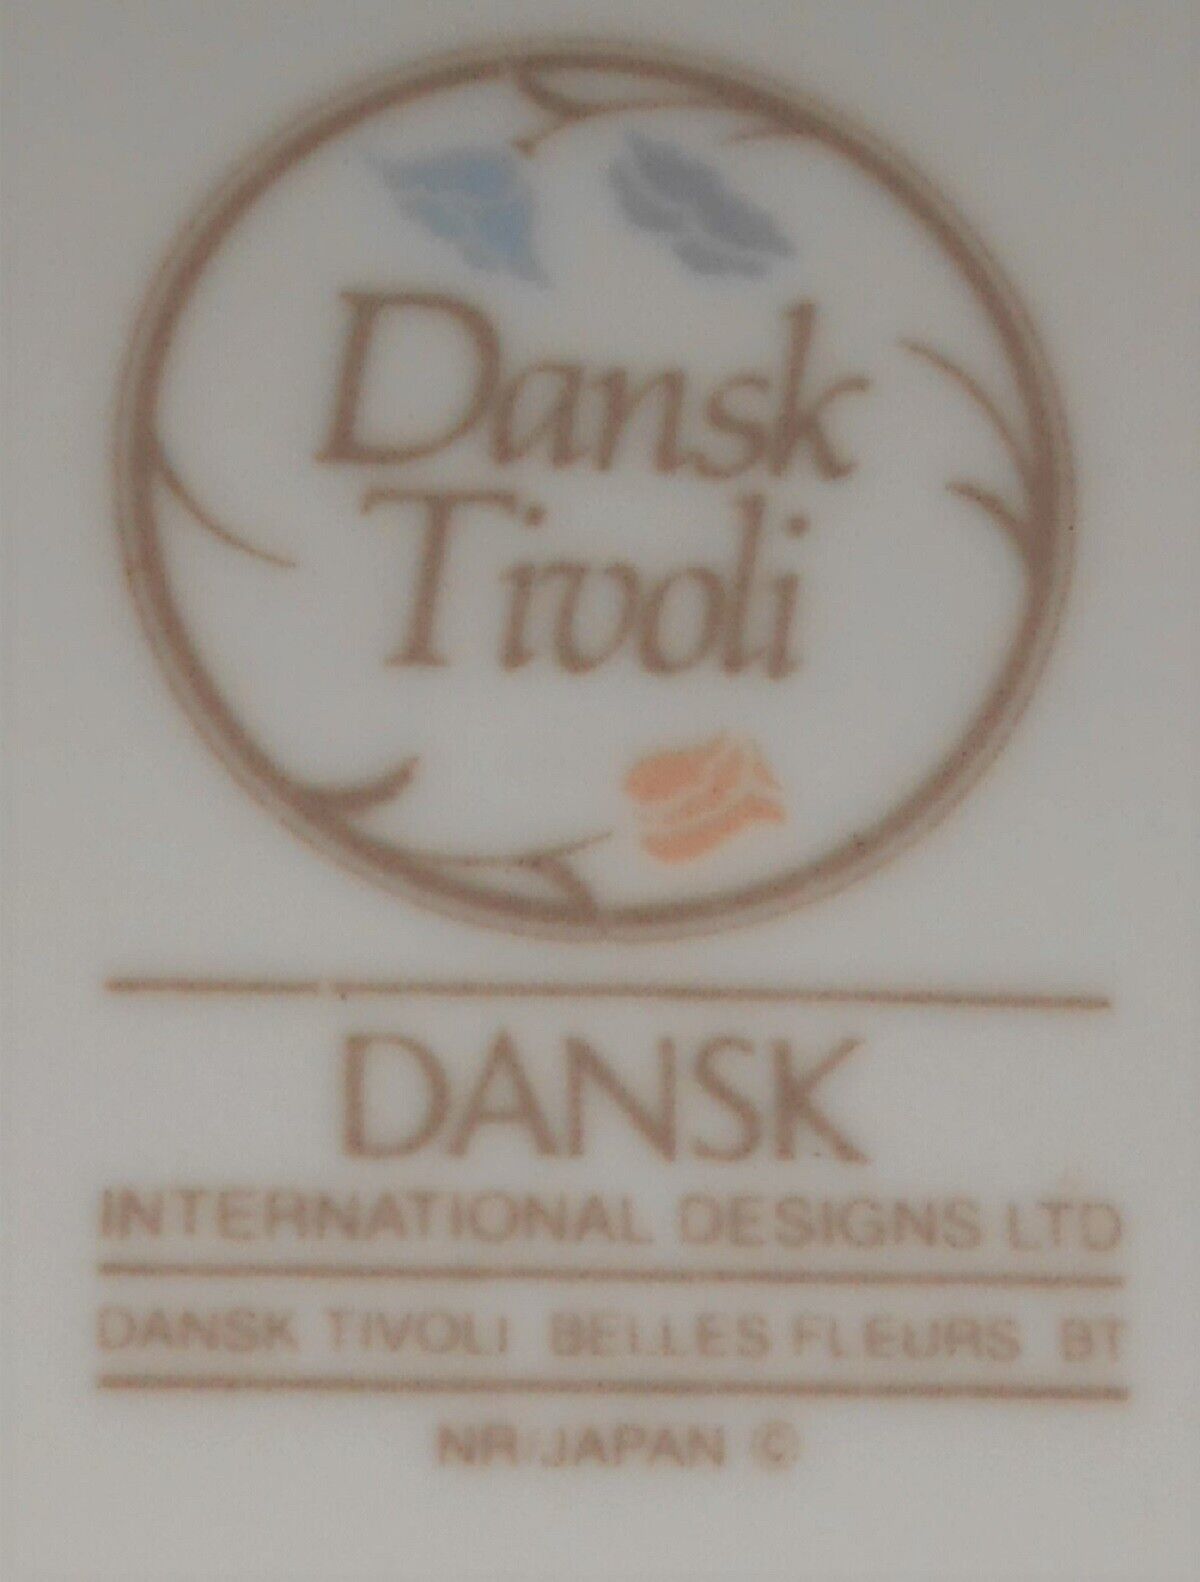 Dansk
Tivoli
DANSK
INTERNATIONAL DESIGNS LTD
DANSK TIVOLI BELLES FLEURS BT
NR/JAPAN ©